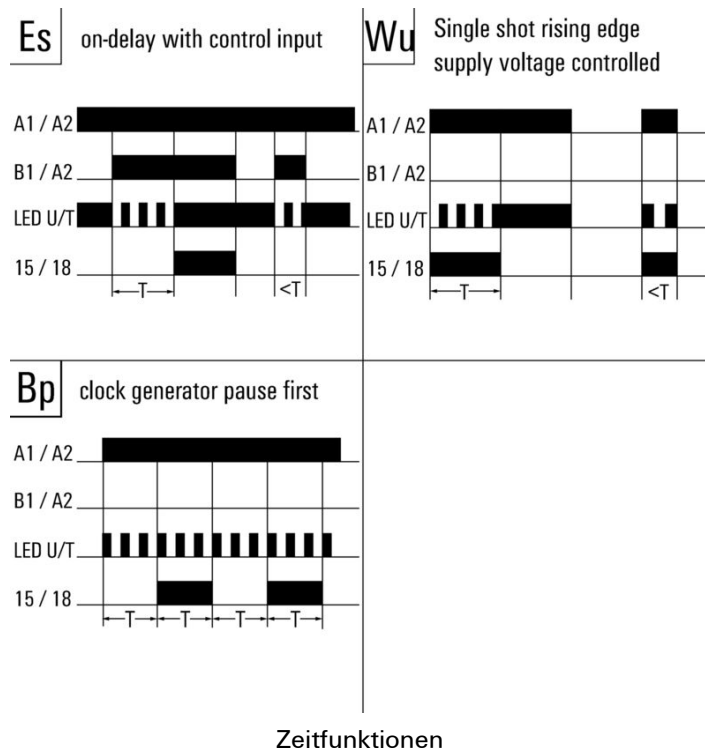 Es on-delay with control input
A1 / A2
B1 / A2
LED U/T
15 / 18
T
<T
Wu Single shot rising edge
supply voltage controlled
A1 / A2
B1 / A2
LED U/T
15 / 18
T
<T
Bp clock generator pause first
A1 / A2
B1 / A2
LED U/T
15 / 18
T T T T
Zeitfunktionen